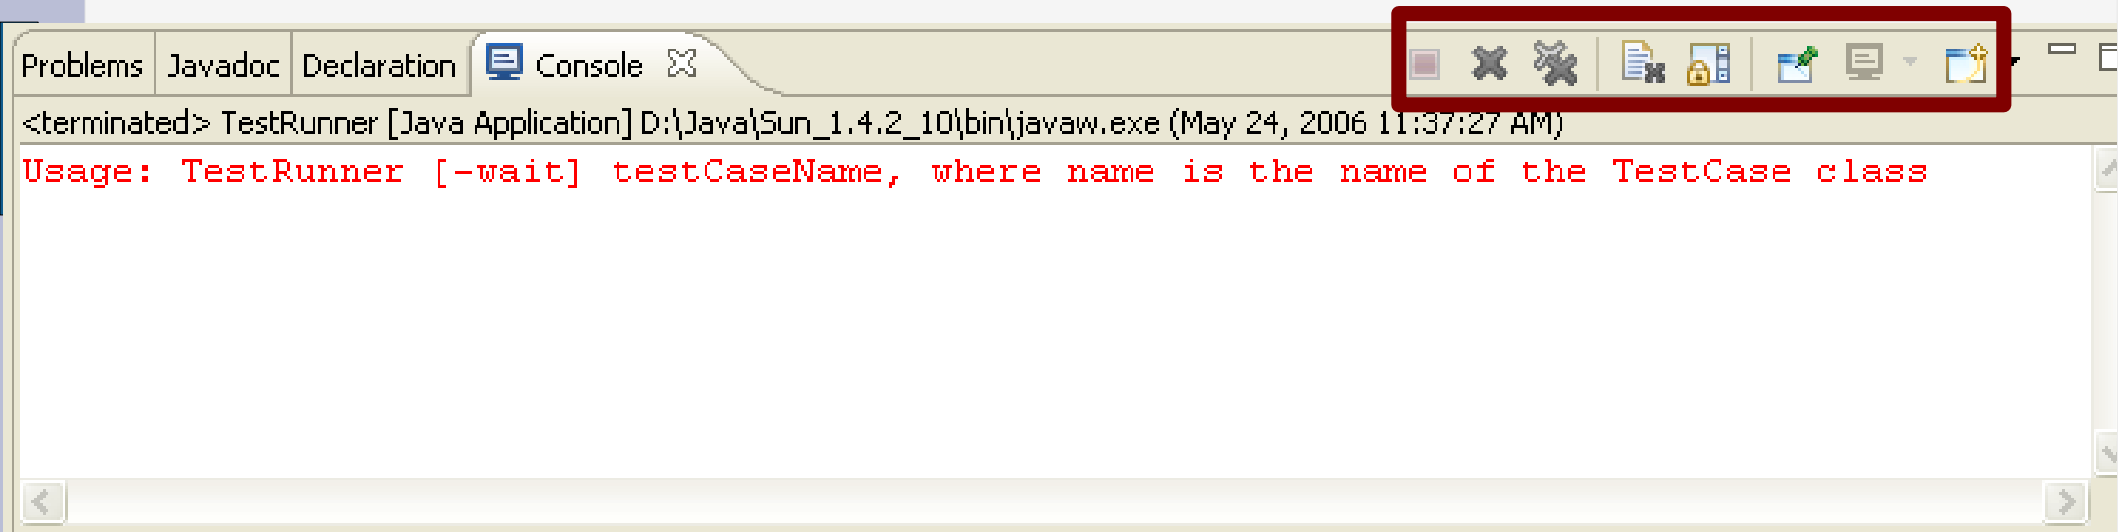 Problems Javadoc Declaration Console
<terminated> TestRunner [Java Application] D:\Java\Sun_1.4.2_10\bin\javaw.exe (May 24, 2006 11:37:27 AM)
Usage: TestRunner [-wait] testCaseName, where name is the name of the TestCase class